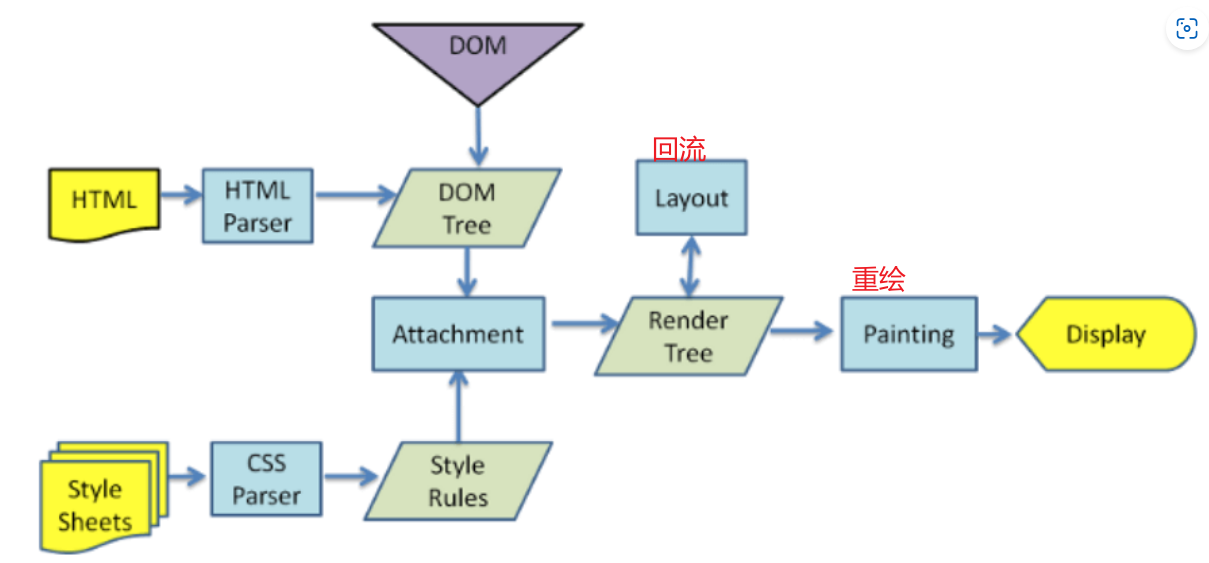 DOM
回流
HTML
HTML
Parser
DOM
Tree
Layout
重绘
Attachment
Render
Tree
Painting
Display
Style
Sheets
CSS
Parser
Style
Rules